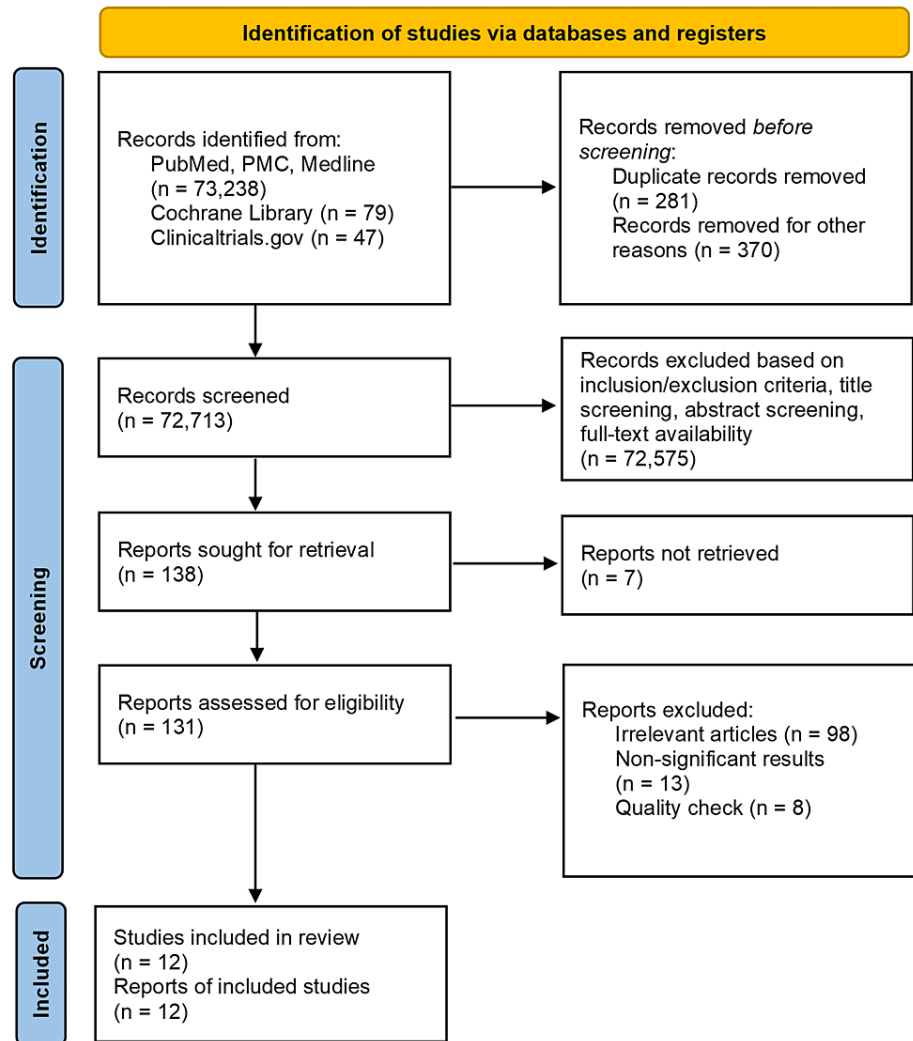 Identification of studies via databases and registers
Identification
Records identified from:
PubMed, PMC, Medline
(n = 73,238)
Cochrane Library (n = 79)
Clinicaltrials.gov (n = 47)
Records removed before
screening:
Duplicate records removed
(n = 281)
Records removed for other
reasons (n = 370)
Screening
Records screened
(n = 72,713)
Records excluded based on
inclusion/exclusion criteria, title
screening, abstract screening,
full-text availability
(n = 72,575)
Reports sought for retrieval
(n = 138)
Reports not retrieved
(n = 7)
Reports assessed for eligibility
(n = 131)
Reports excluded:
Irrelevant articles (n = 98)
Non-significant results
(n = 13)
Quality check (n = 8)
Included
Studies included in review
(n = 12)
Reports of included studies
(n = 12)